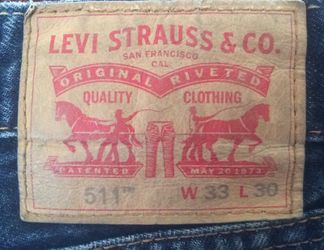 LEVI STRAUSS & CO.
SAN FRANCISCO
CAL
ORIGINAL RIVETED
QUALITY CLOTHING
PATENTED MAY 20 1873
511™ W 33 L 30